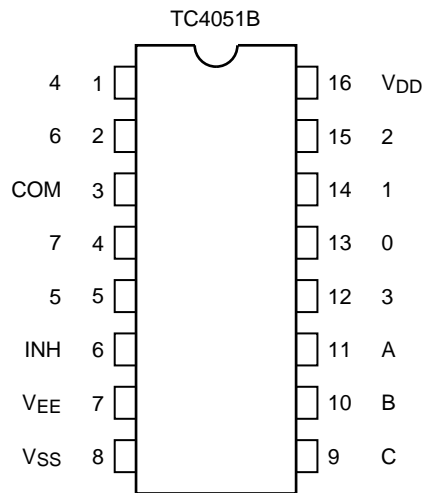 TC4051B
4 1 16 VDD
6 2 15 2
COM 3 14 1
7 4 13 0
5 5 12 3
INH 6 11 A
VEE 7 10 B
VSS 8 9 C